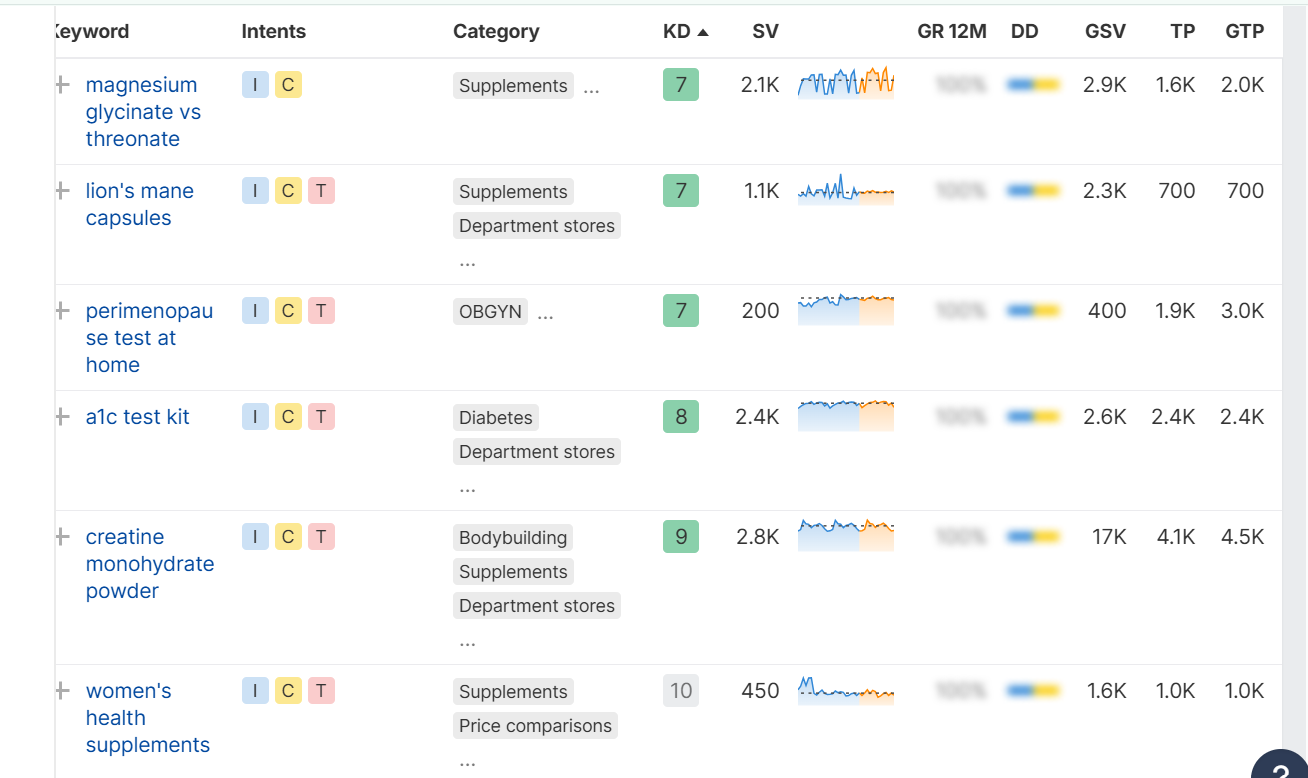 Keyword Intents Category KD SV GR 12M DD GSV TP GTP
magnesium glycinate vs threonate I C Supplements ... 7 2.1K 2.9K 1.6K 2.0K
lion's mane capsules I C T Supplements Department stores ... 7 1.1K 2.3K 700 700
perimenopau
se test at
home I C T OBGYN ... 7 200 400 1.9K 3.0K
a1c test kit I C T Diabetes Department stores ... 8 2.4K 2.6K 2.4K 2.4K
creatine monohydrate powder I C T Bodybuilding Supplements Department stores ... 9 2.8K 17K 4.1K 4.5K
women's health supplements I C T Supplements Price comparisons ... 10 450 1.6K 1.0K 1.0K
?